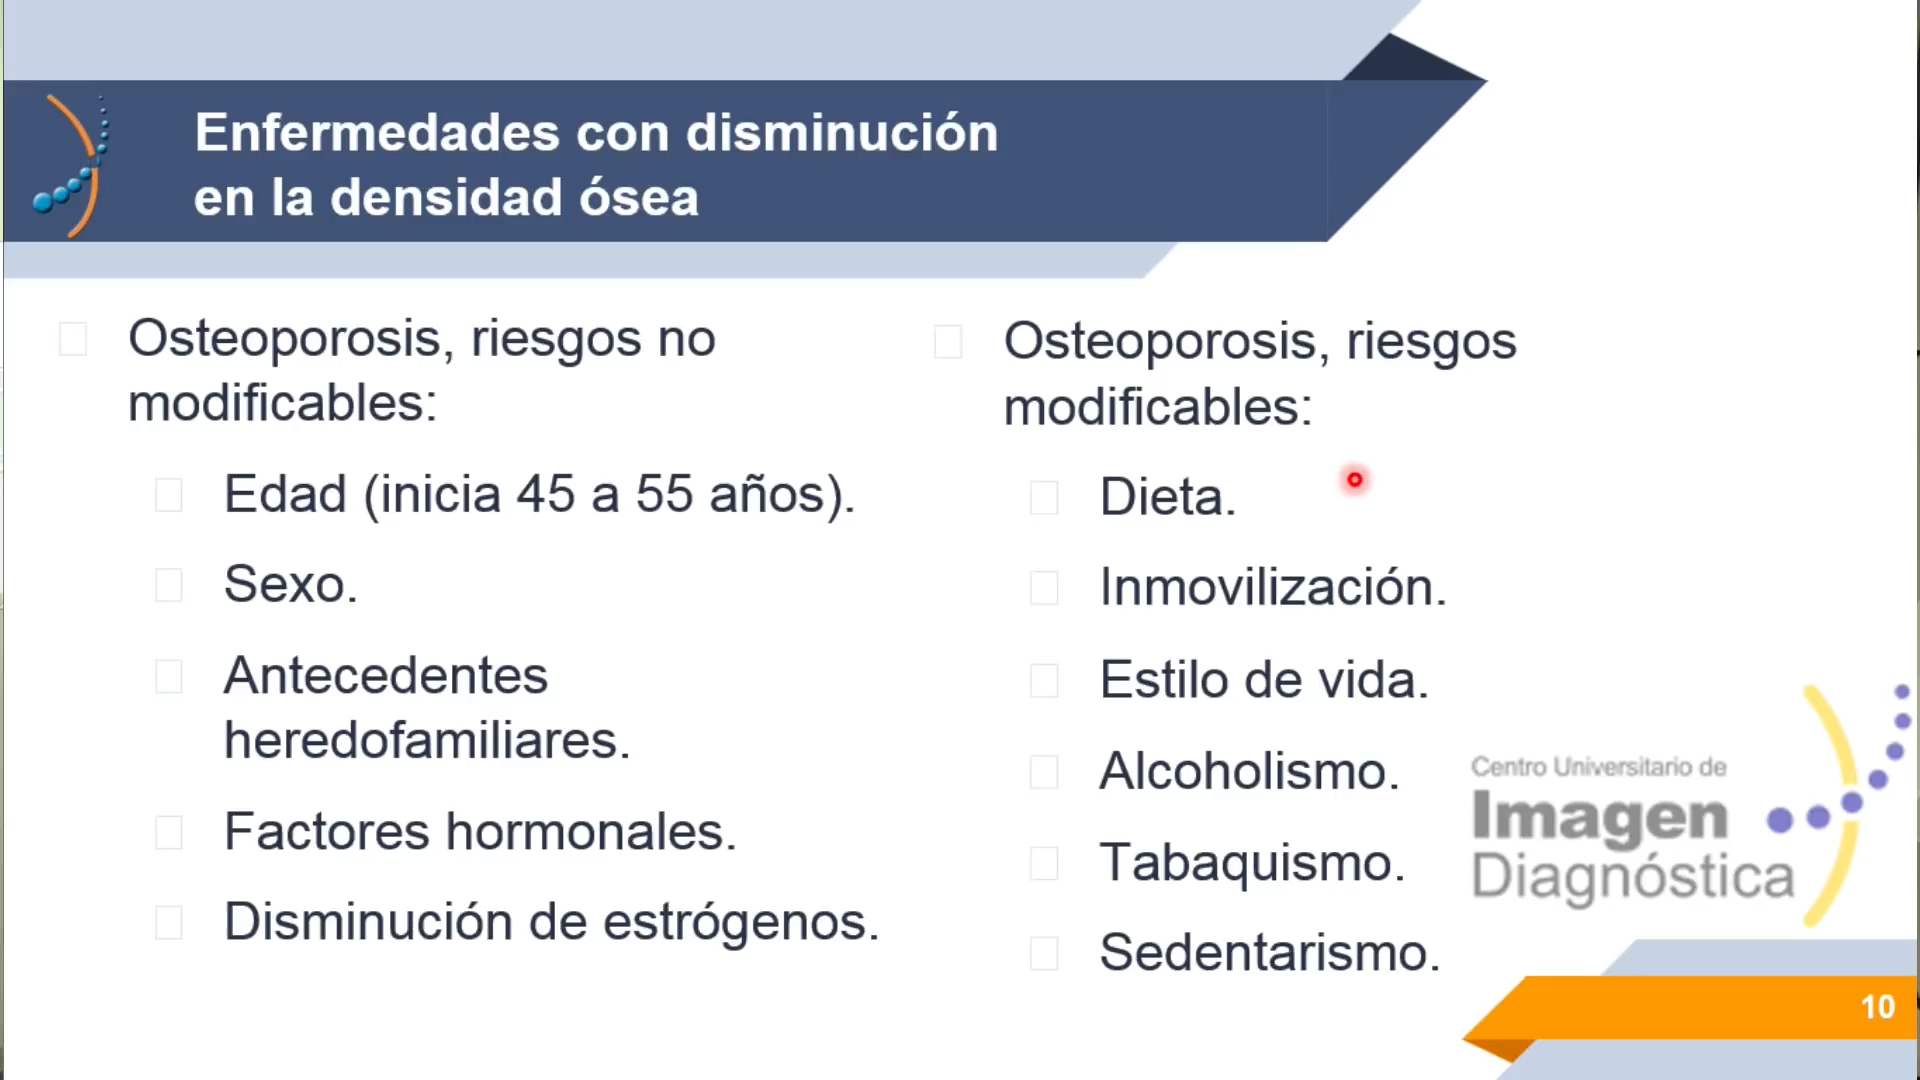 Enfermedades con disminución
en la densidad ósea
Osteoporosis, riesgos no
modificables:
Edad (inicia 45 a 55 años).
Sexo.
Antecedentes
heredofamiliares.
Factores hormonales.
Disminución de estrógenos.
Osteoporosis, riesgos
modificables:
Dieta.
Inmovilización.
Estilo de vida.
Alcoholismo.
Tabaquismo.
Sedentarismo.
Centro Universitario de
Imagen
Diagnóstica
10